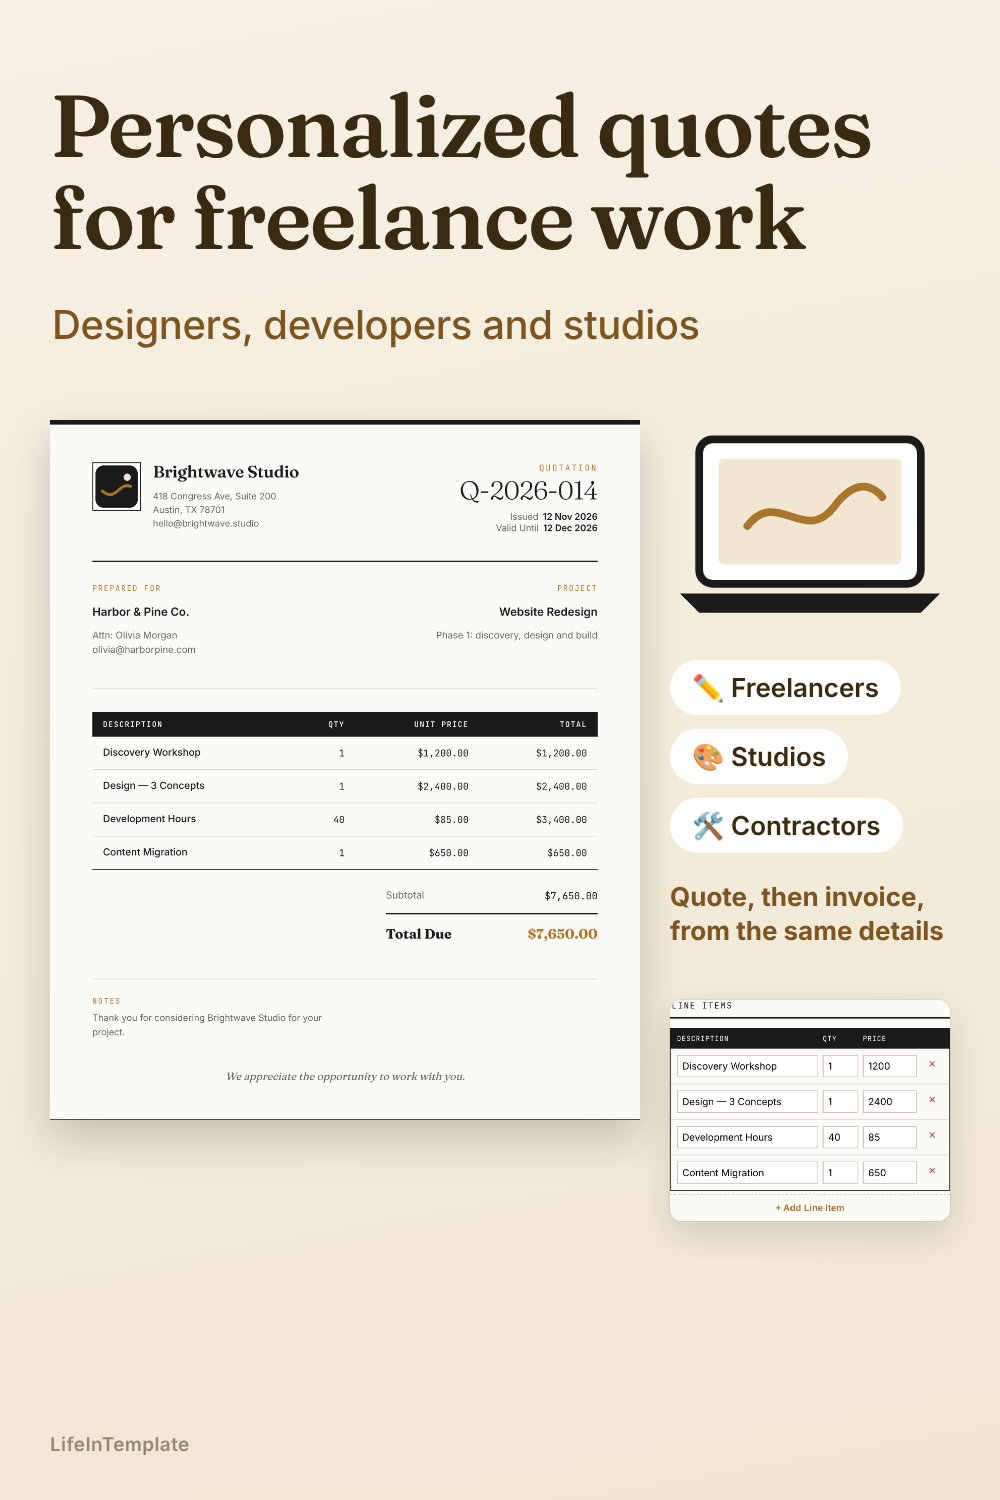 Personalized quotes
for freelance work
Designers, developers and studios
Brightwave Studio
418 Congress Ave, Suite 200
Austin, TX 78701
hello@brightwave.studio
QUOTATION
Q-2026-014
Issued 12 Nov 2026
Valid Until 12 Dec 2026
PREPARED FOR
Harbor & Pine Co.
Attn: Olivia Morgan
olivia@harborpine.com
PROJECT
Website Redesign
Phase 1: discovery, design and build
DESCRIPTION QTY UNIT PRICE TOTAL
Discovery Workshop 1 $1,200.00 $1,200.00
Design — 3 Concepts 1 $2,400.00 $2,400.00
Development Hours 40 $85.00 $3,400.00
Content Migration 1 $650.00 $650.00
Subtotal $7,650.00
Total Due $7,650.00
NOTES
Thank you for considering Brightwave Studio for your
project.
We appreciate the opportunity to work with you.
✏️ Freelancers
🎨 Studios
🛠️ Contractors
Quote, then invoice,
from the same details
LINE ITEMS
DESCRIPTION QTY PRICE
Discovery Workshop 1 1200 ×
Design — 3 Concepts 1 2400 ×
Development Hours 40 85 ×
Content Migration 1 650 ×
+ Add Line Item
LifeInTemplate